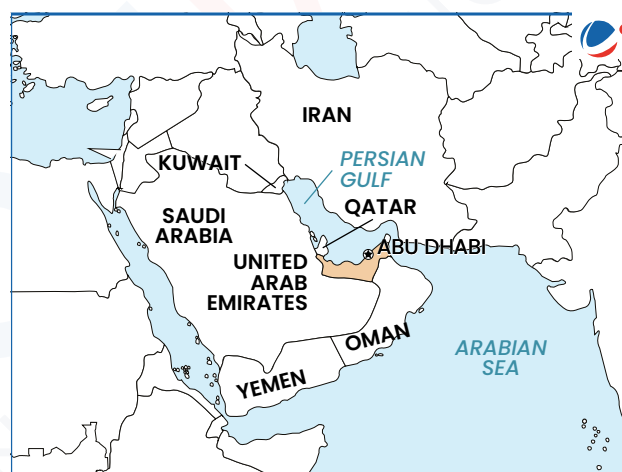 IRAN
KUWAIT
PERSIAN
GULF
QATAR
SAUDI
ARABIA
ABU DHABI
UNITED
ARAB
EMIRATES
OMAN
ARABIAN
SEA
YEMEN